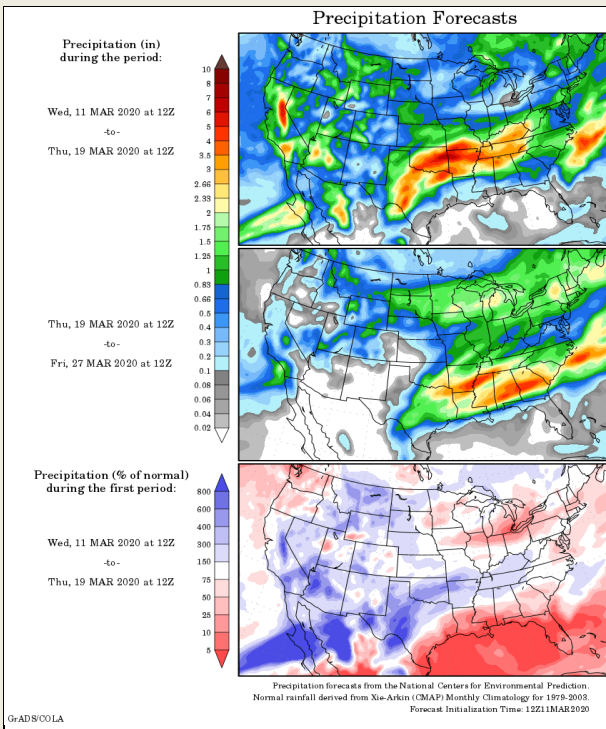 Precipitation Forecasts
Precipitation (in)
during the period:
Wed, 11 MAR 2020 at 12Z
-to-
Thu, 19 MAR 2020 at 12Z
10
8
7
6
5
4
3.5
3
2.66
2.33
2
1.75
1.5
1.25
1
0.83
0.66
0.5
0.4
0.3
0.2
0.1
0.08
0.06
0.04
0.02
Thu, 19 MAR 2020 at 12Z
-to-
Fri, 27 MAR 2020 at 12Z
Precipitation (% of normal)
during the first period:
Wed, 11 MAR 2020 at 12Z
-to-
Thu, 19 MAR 2020 at 12Z
800
600
400
300
150
75
50
25
10
5
Precipitation forecasts from the National Centers for Environmental Prediction.
Normal rainfall derived from Xie-Arkin (CMAP) Monthly Climatology for 1979-2003.
Forecast Initialization Time: 12Z11MAR2020
GrADS/COLA